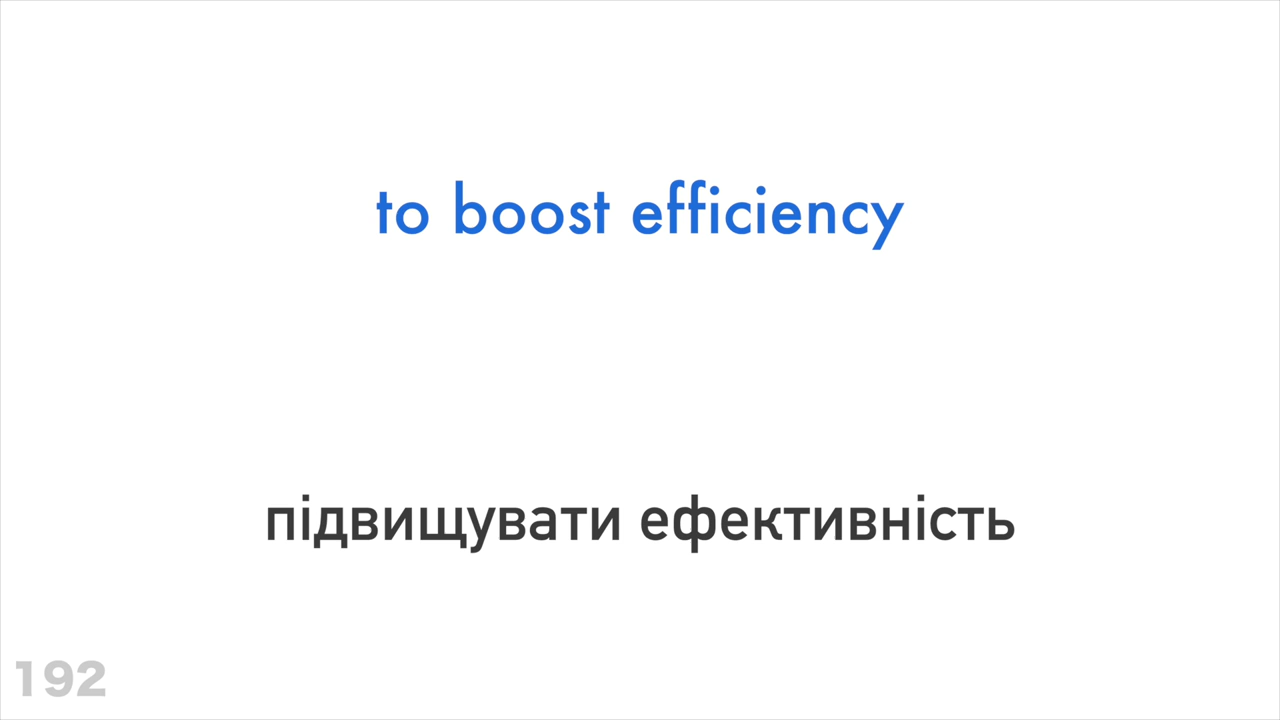 to boost efficiency
підвищувати ефективність
192